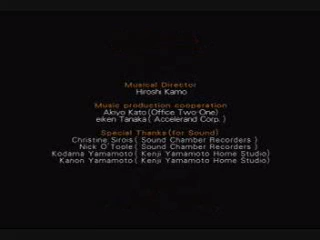 Musical Director
Hiroshi Kamo
Music production cooperation
Akiyo Kato (Office Two-One)
eiken Tanaka ( Accelerand Corp. )
Special Thanks (for Sound)
Christine Sirois ( Sound Chamber Recorders )
Nick O'Toole ( Sound Chamber Recorders )
Kodama Yamamoto ( Kenji Yamamoto Home Studio)
Kanon Yamamoto ( Kenji Yamamoto Home Studio)